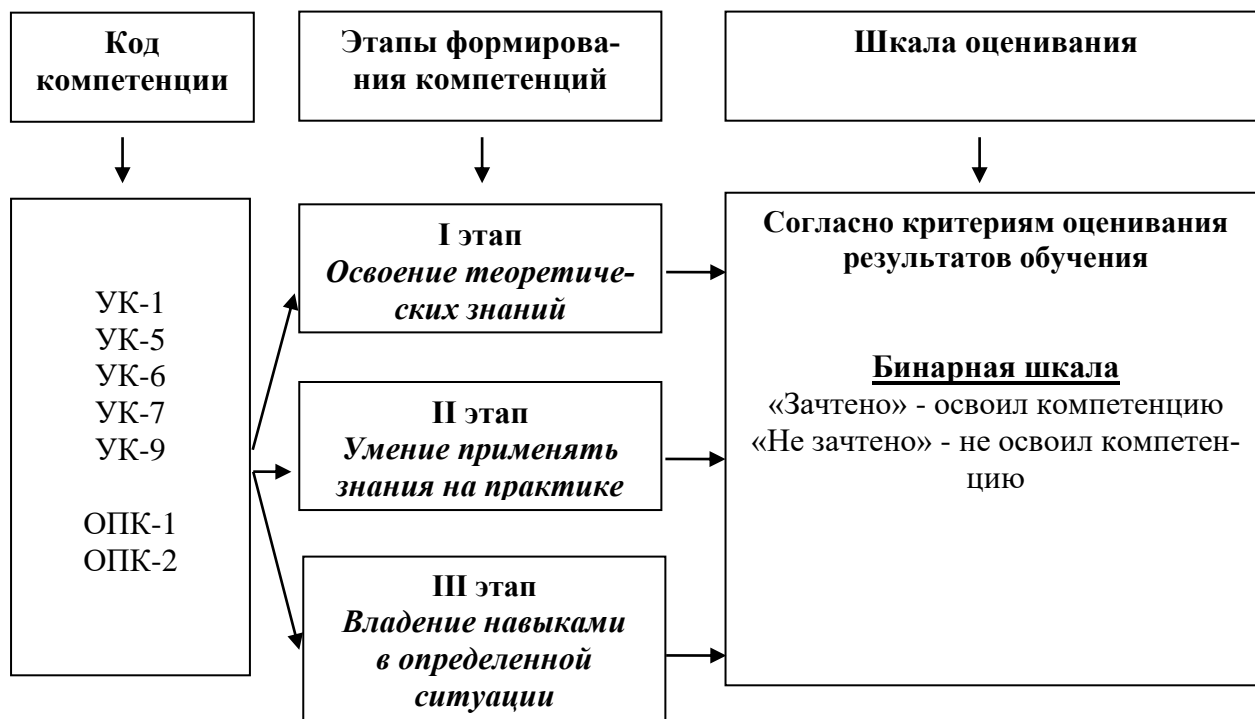 Код
компетенции
Этапы формирова-
ния компетенций
Шкала оценивания
УК-1
УК-5
УК-6
УК-7
УК-9
ОПК-1
ОПК-2
I этап
Освоение теоретиче-
ских знаний
II этап
Умение применять
знания на практике
III этап
Владение навыками
в определенной
ситуации
Согласно критериям оценивания
результатов обучения
Бинарная шкала
«Зачтено» - освоил компетенцию
«Не зачтено» - не освоил компетен-
цию